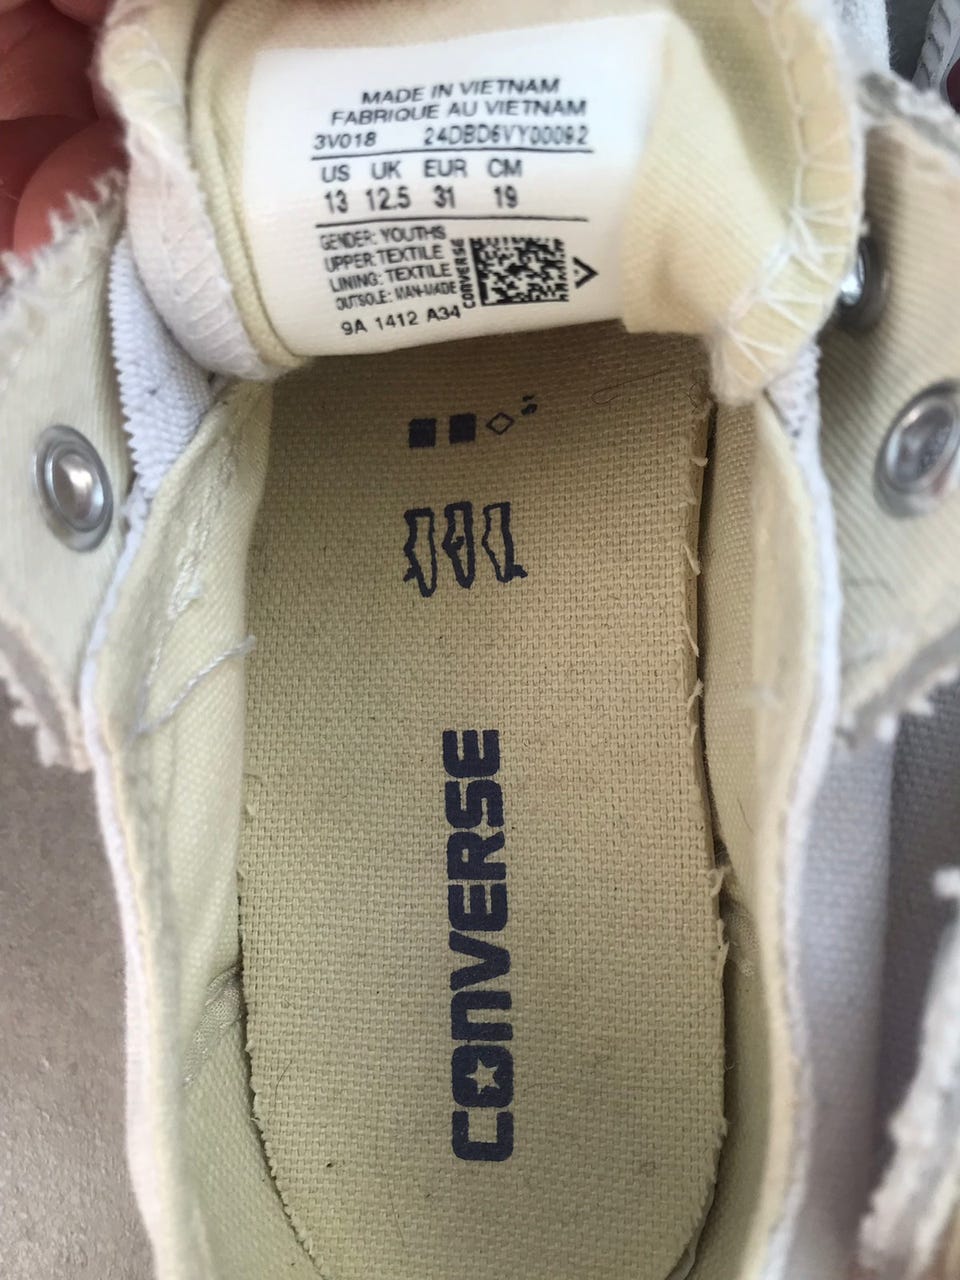 MADE IN VIETNAM
FABRIQUE AU VIETNAM
3V018 24DBD6VY00092
US UK EUR CM
13 12.5 31 19
GENDER: YOUTHS
UPPER: TEXTILE
LINING: TEXTILE
OUTSOLE: MAN-MADE
CONVERSE
9A 1412 A34
CONVERSE